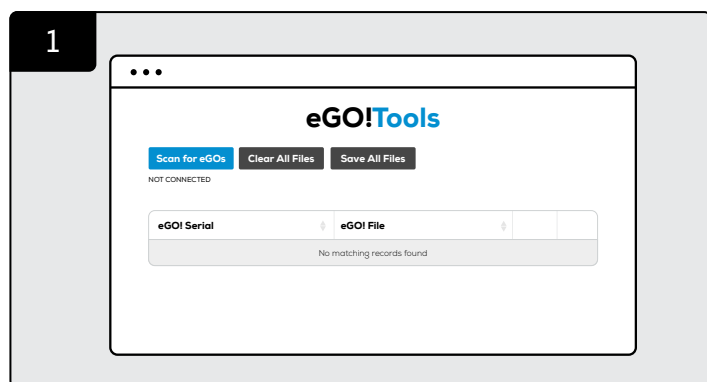 1
eGO!Tools
Scan for eGOs Clear All Files Save All Files
NOT CONNECTED
eGO! Serial eGO! File
No matching records found